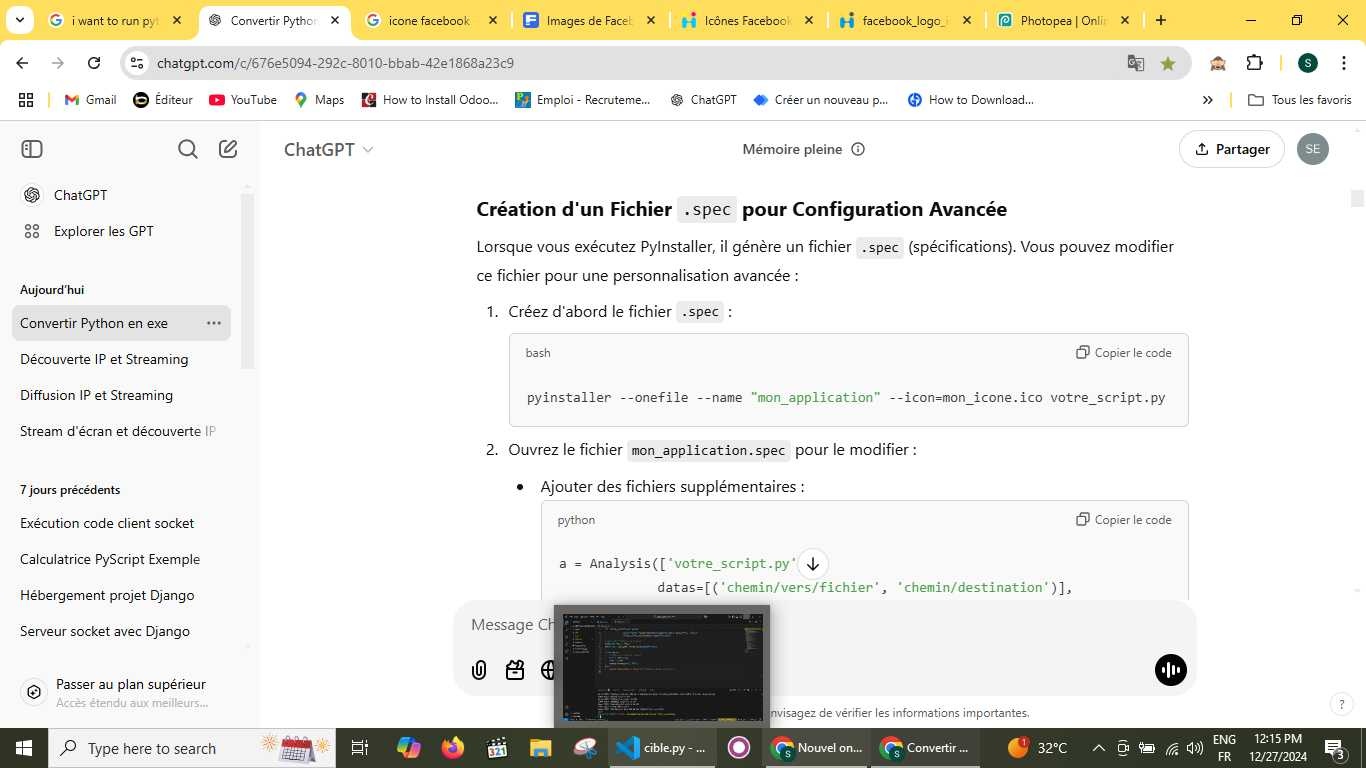 i want to run pyt
Convertir Python
icone facebook
Images de Faceb
Icônes Facebook
facebook_logo_i
Photopea | Onlin
chatgpt.com/c/676e5094-292c-8010-bbab-42e1868a23c9
S
Gmail
Éditeur
YouTube
Maps
How to Install Odoo...
Emploi - Recruteme...
ChatGPT
Créer un nouveau p...
How to Download...
Tous les favoris
ChatGPT
Mémoire pleine
Partager
SE
ChatGPT
Explorer les GPT
Aujourd'hui
Convertir Python en exe
Découverte IP et Streaming
Diffusion IP et Streaming
Stream d'écran et découverte IP
7 jours précédents
Exécution code client socket
Calculatrice PyScript Exemple
Hébergement projet Django
Serveur socket avec Django
Passer au plan supérieur
Accès étendu aux meilleurs...
Création d'un Fichier .spec pour Configuration Avancée
Lorsque vous exécutez PyInstaller, il génère un fichier .spec (spécifications). Vous pouvez modifier
ce fichier pour une personnalisation avancée :
1. Créez d'abord le fichier .spec :
bash
Copier le code
pyinstaller --onefile --name "mon_application" --icon=mon_icone.ico votre_script.py
2. Ouvrez le fichier mon_application.spec pour le modifier :
• Ajouter des fichiers supplémentaires :
python
Copier le code
a = Analysis(['votre_script.py'
datas=[('chemin/vers/fichier', 'chemin/destination')],
Message Ch
nvisagez de vérifier les informations importantes.
?
Type here to search
cible.py - ...
Nouvel on...
Convertir ...
32°C
ENG
FR
12:15 PM
12/27/2024
3